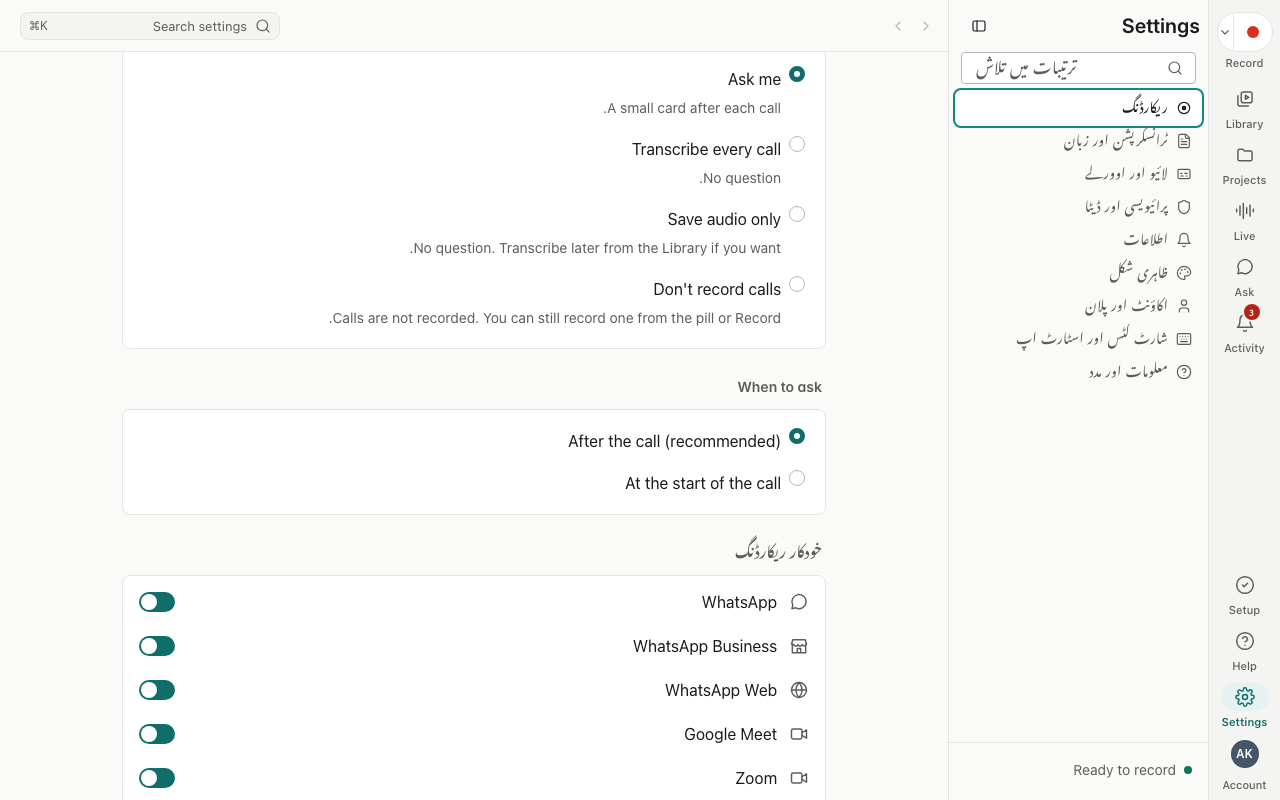 ⌘K
Search settings
Settings
Record
Library
Projects
Live
Ask
3
Activity
Setup
Help
Settings
AK
Account
ترتیبات میں تلاش
ریکارڈنگ
ٹرانسکرپشن اور زبان
لائیو اور اوورلے
پرائیویسی اور ڈیٹا
اطلاعات
ظاہری شکل
اکاؤنٹ اور پلان
شارٹ کٹس اور اسٹارٹ اپ
معلومات اور مدد
Ready to record
Ask me
A small card after each call.
Transcribe every call
No question.
Save audio only
No question. Transcribe later from the Library if you want.
Don't record calls
Calls are not recorded. You can still record one from the pill or Record.
When to ask
After the call (recommended)
At the start of the call
خودکار ریکارڈنگ
WhatsApp
WhatsApp Business
WhatsApp Web
Google Meet
Zoom